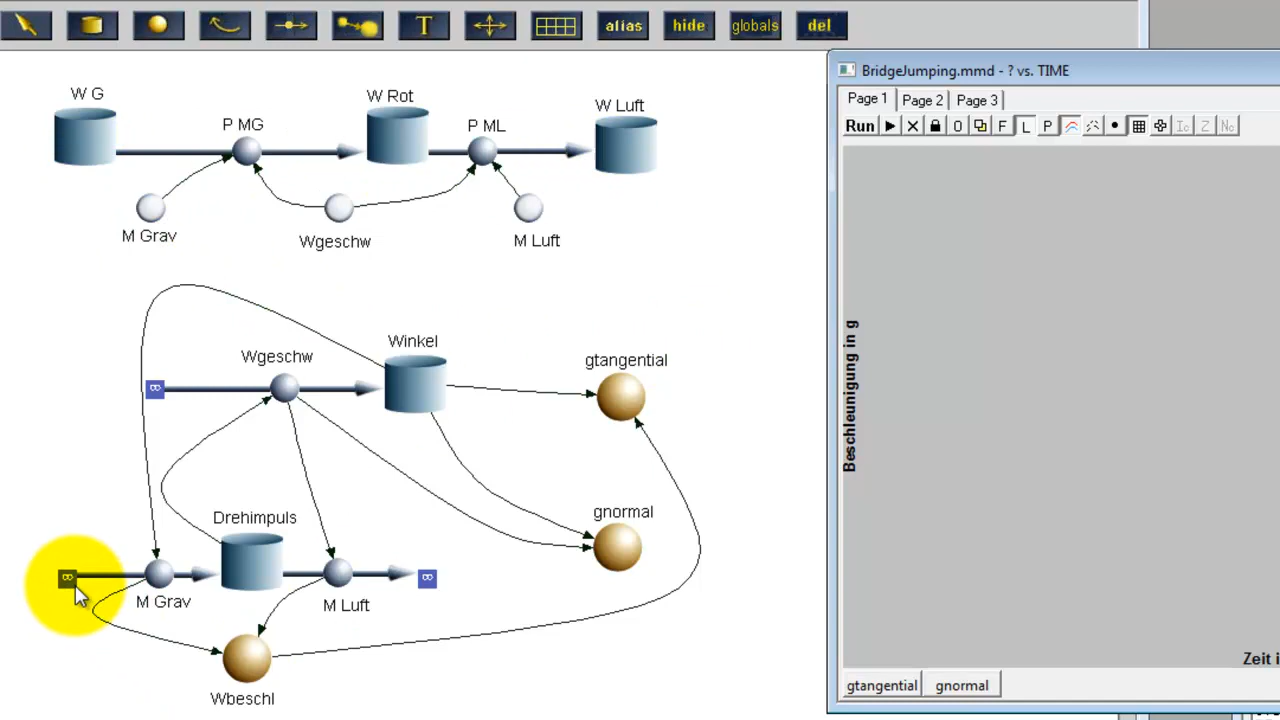 T alias hide globals del
BridgeJumping.mmd - ? vs. TIME
Page 1 Page 2 Page 3
Run 0 F L P
W G
W Rot
W Luft
P MG
P ML
M Grav
Wgeschw
M Luft
Winkel
Wgeschw
gtangential
Beschleunigung in g
Drehimpuls
gnormal
M Grav
M Luft
Wbeschl
Zeit i
gtangential gnormal